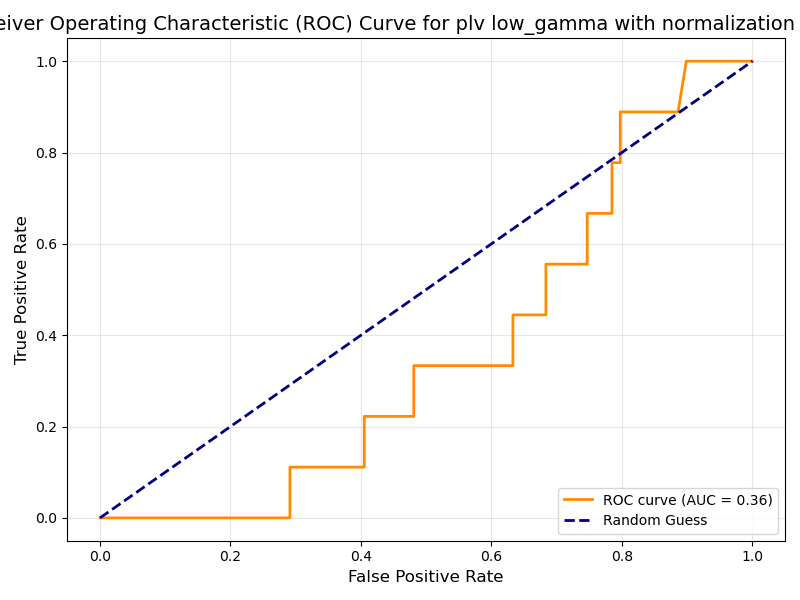 eiver Operating Characteristic (ROC) Curve for plv low_gamma with normalization
1.0
0.8
0.6
0.4
0.2
0.0
True Positive Rate
ROC curve (AUC = 0.36)
Random Guess
0.0 0.2 0.4 0.6 0.8 1.0
False Positive Rate